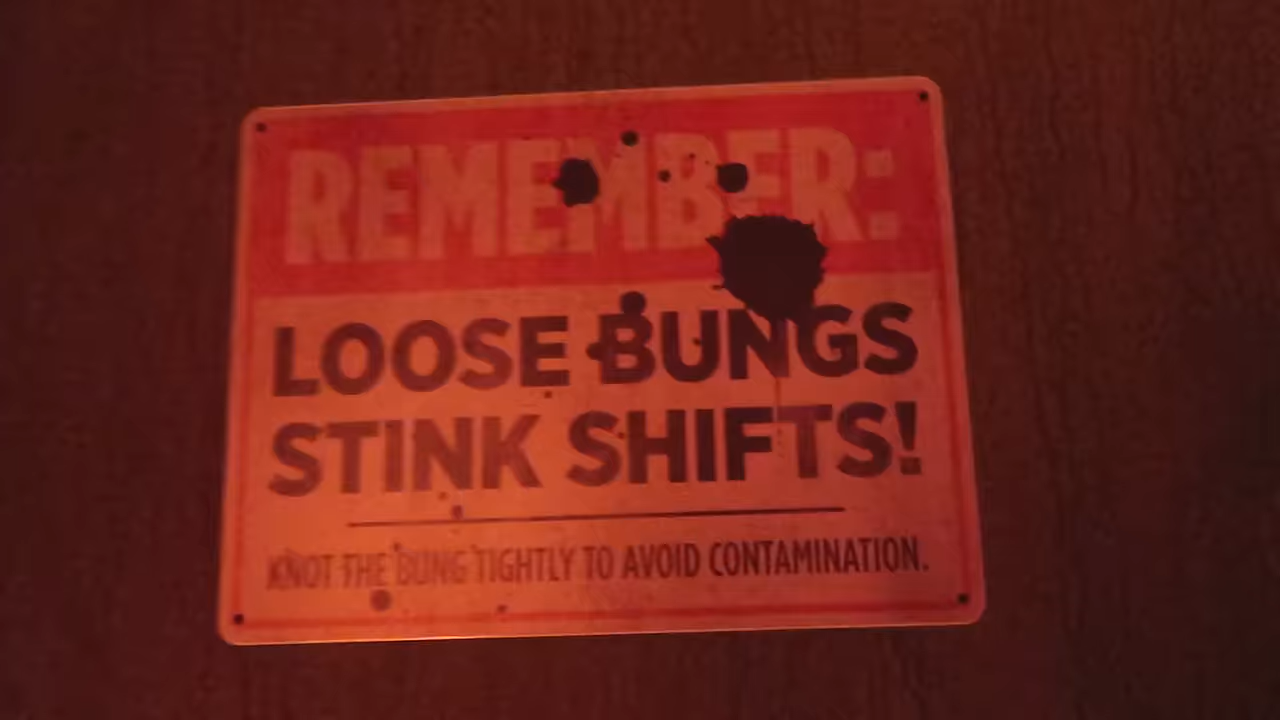 REMEMBER:
LOOSE BUNGS
STINK SHIFTS!
KNOT THE BUNG TIGHTLY TO AVOID CONTAMINATION.